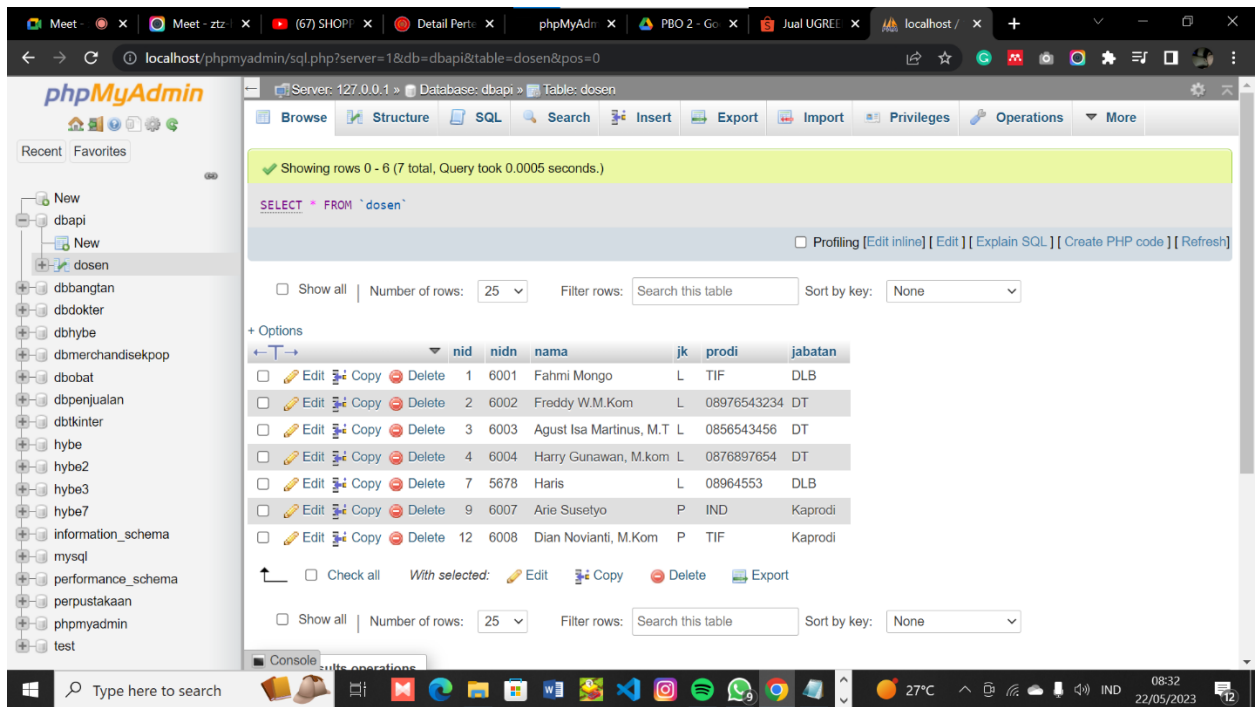 Meet -
Meet - ztz-
(67) SHOPP
Detail Perte
phpMyAdm
PBO 2 - Go
Jual UGREE
localhost /
localhost/phpmyadmin/sql.php?server=1&db=dbapi&table=dosen&pos=0
phpMyAdmin
Recent Favorites
New
dbapi
New
dosen
dbbangtan
dbdokter
dbhybe
dbmerchandisekpop
dbobat
dbpenjualan
dbtkinter
hybe
hybe2
hybe3
hybe7
information_schema
mysql
performance_schema
perpustakaan
phpmyadmin
test
Server: 127.0.0.1 » Database: dbapi » Table: dosen
Browse Structure SQL Search Insert Export Import Privileges Operations More
Showing rows 0 - 6 (7 total, Query took 0.0005 seconds.)
SELECT * FROM `dosen`
Profiling [Edit inline] [ Edit ] [ Explain SQL ] [ Create PHP code ] [ Refresh]
Show all | Number of rows: 25 Filter rows: Search this table Sort by key: None
+ Options
←T→ nid nidn nama jk prodi jabatan
Edit Copy Delete 1 6001 Fahmi Mongo L TIF DLB
Edit Copy Delete 2 6002 Freddy W.M.Kom L 08976543234 DT
Edit Copy Delete 3 6003 Agust Isa Martinus, M.T L 0856543456 DT
Edit Copy Delete 4 6004 Harry Gunawan, M.kom L 0876897654 DT
Edit Copy Delete 7 5678 Haris L 08964553 DLB
Edit Copy Delete 9 6007 Arie Susetyo P IND Kaprodi
Edit Copy Delete 12 6008 Dian Novianti, M.Kom P TIF Kaprodi
Check all With selected: Edit Copy Delete Export
Show all | Number of rows: 25 Filter rows: Search this table Sort by key: None
Console
Type here to search
27°C
IND
08:32
22/05/2023
12